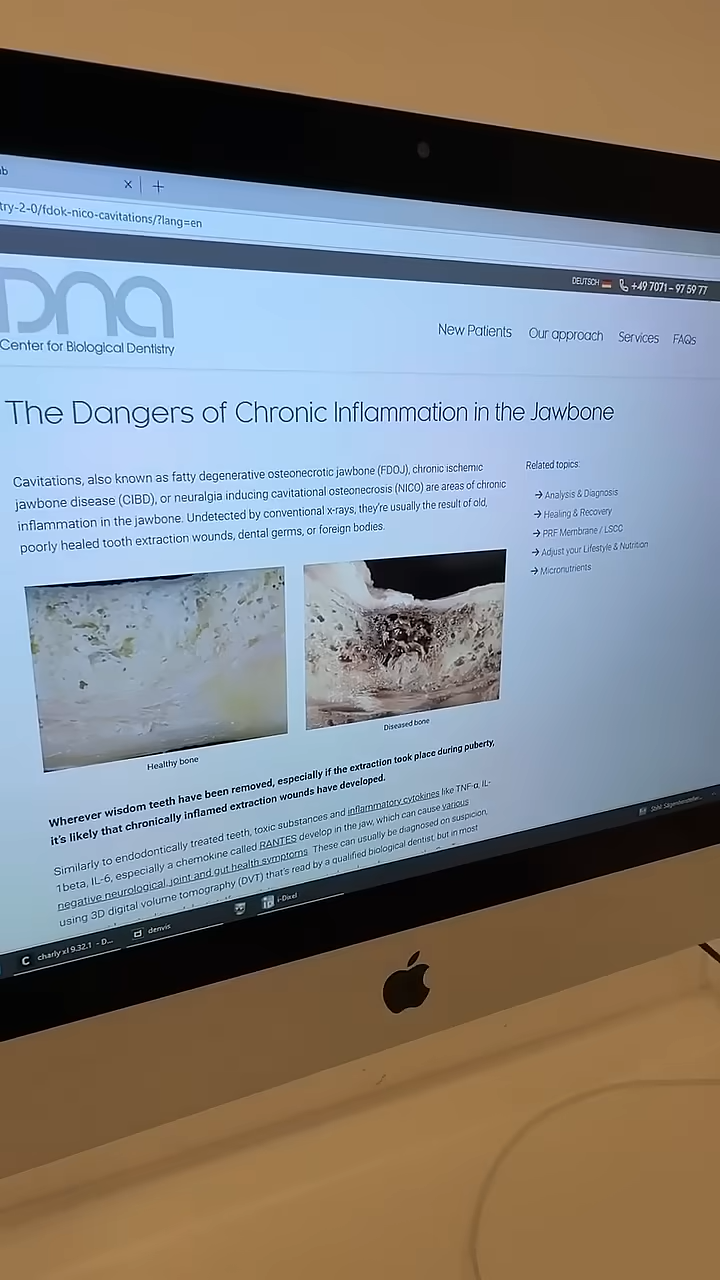 try-2-0/fdok-nico-cavitations/?lang=en
DEUTSCH +49 7071 – 97 59 77
DNA
Center for Biological Dentistry
New Patients Our approach Services FAQs
The Dangers of Chronic Inflammation in the Jawbone
Cavitations, also known as fatty degenerative osteonecrotic jawbone (FDOJ), chronic ischemic
jawbone disease (CIBD), or neuralgia inducing cavitational osteonecrosis (NICO) are areas of chronic
inflammation in the jawbone. Undetected by conventional x-rays, they're usually the result of old,
poorly healed tooth extraction wounds, dental germs, or foreign bodies.
Related topics:
→ Analysis & Diagnosis
→ Healing & Recovery
→ PRF Membrane / LSCC
→ Adjust your Lifestyle & Nutrition
→ Micronutrients
Healthy bone
Diseased bone
Wherever wisdom teeth have been removed, especially if the extraction took place during puberty,
it's likely that chronically inflamed extraction wounds have developed.
Similarly to endodontically treated teeth, toxic substances and inflammatory cytokines like TNF-α, IL-
1beta, IL-6, especially a chemokine called RANTES develop in the jaw, which can cause various
negative neurological, joint and gut health symptoms. These can usually be diagnosed on suspicion,
using 3D digital volume tomography (DVT) that's read by a qualified biological dentist, but in most
charly xl 9.32.1 - D...
denvis
i-Dixel